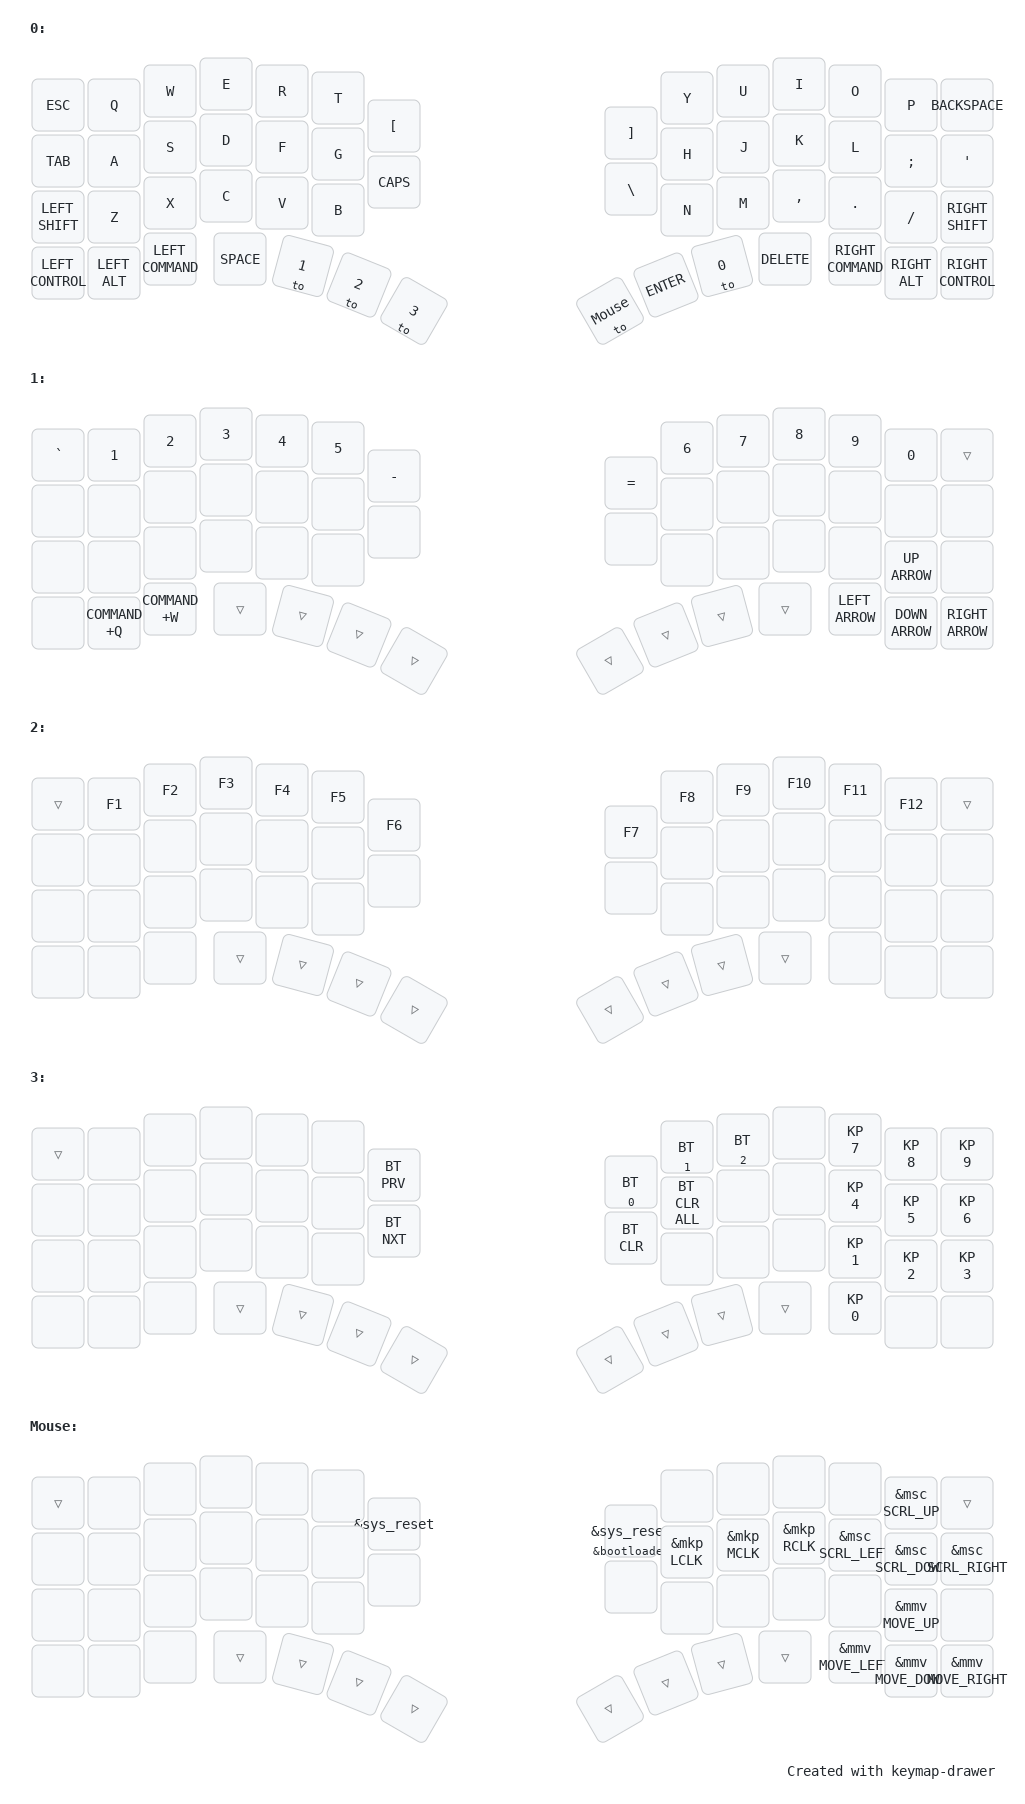 0:
ESC Q W E R T [
] Y U I O P BACKSPACE
TAB A S D F G CAPS
\ H J K L ; '
LEFT
SHIFT Z X C V B
N M , . / RIGHT
SHIFT
LEFT
CONTROL
LEFT
ALT
LEFT
COMMAND
SPACE
1
to
2
to
3
to
Mouse
to
ENTER
0
to
DELETE
RIGHT
COMMAND
RIGHT
ALT
RIGHT
CONTROL
1:
` 1 2 3 4 5 -
= 6 7 8 9 0 ▽
UP
ARROW
COMMAND
+Q
COMMAND
+W
▽ ▽ ▽ ▽
▽ ▽ ▽ ▽
LEFT
ARROW
DOWN
ARROW
RIGHT
ARROW
2:
▽ F1 F2 F3 F4 F5 F6
F7 F8 F9 F10 F11 F12 ▽
▽ ▽ ▽ ▽
▽ ▽ ▽ ▽
3:
▽
BT
PRV
BT
0
BT
1
BT
2
KP
7
KP
8
KP
9
BT
NXT
BT
CLR
BT
CLR
ALL
KP
4
KP
5
KP
6
KP
1
KP
2
KP
3
▽ ▽ ▽ ▽
▽ ▽ ▽ ▽
KP
0
Mouse:
▽
&sys_reset
&sys_rese
&bootloade
&msc
SCRL_UP
▽
&mkp
LCLK
&mkp
MCLK
&mkp
RCLK
&msc
SCRL_LEFT
&msc
SCRL_DOWN
&msc
SCRL_RIGHT
&mmv
MOVE_UP
▽ ▽ ▽ ▽
▽ ▽ ▽ ▽
&mmv
MOVE_LEFT
&mmv
MOVE_DOWN
&mmv
MOVE_RIGHT
Created with keymap-drawer